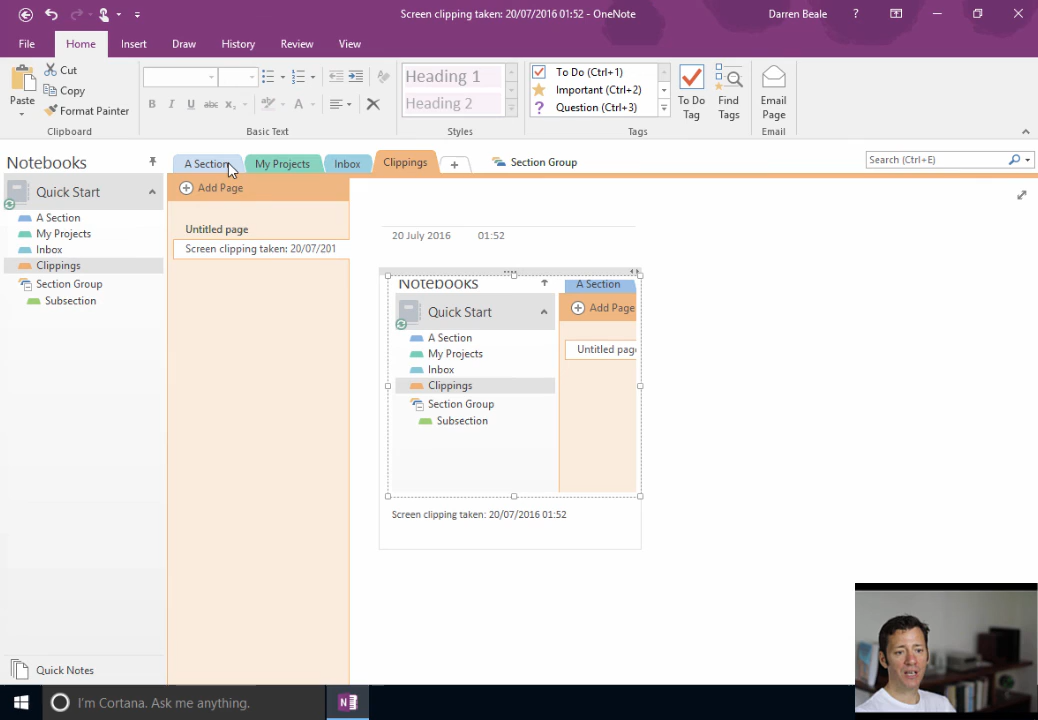 Screen clipping taken: 20/07/2016 01:52 - OneNote
Darren Beale
?
File Home Insert Draw History Review View
Paste
Cut
Copy
Format Painter
Clipboard
B I U abc x₂ A
Basic Text
Heading 1
Heading 2
Styles
To Do (Ctrl+1)
Important (Ctrl+2)
? Question (Ctrl+3)
To Do Tag
Find Tags
Tags
Email Page
Email
Notebooks
A Section My Projects Inbox Clippings + Section Group
Search (Ctrl+E)
Quick Start
A Section
My Projects
Inbox
Clippings
Section Group
Subsection
Add Page
Untitled page
Screen clipping taken: 20/07/201
20 July 2016 01:52
Notebooks
A Section
Quick Start
Add Page
A Section
My Projects
Untitled page
Inbox
Clippings
Section Group
Subsection
Screen clipping taken: 20/07/2016 01:52
Quick Notes
I'm Cortana. Ask me anything.
N